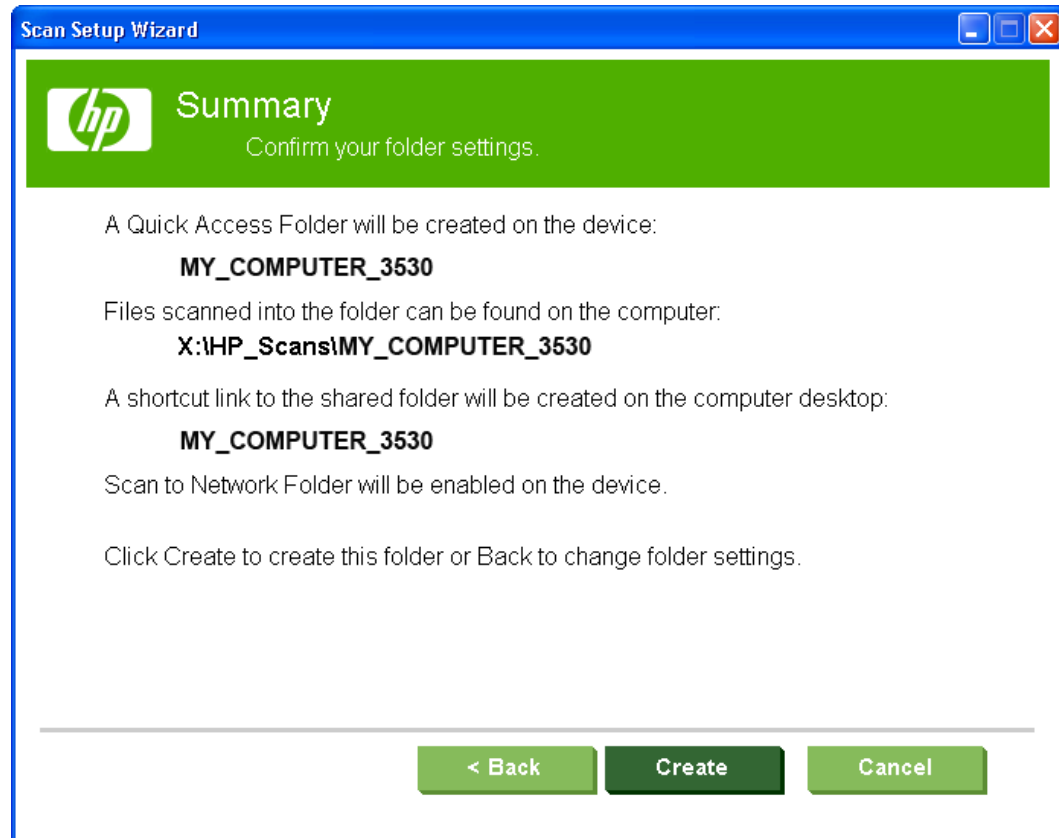 Scan Setup Wizard
hp
Summary
Confirm your folder settings.
A Quick Access Folder will be created on the device:
MY_COMPUTER_3530
Files scanned into the folder can be found on the computer:
X:\HP_Scans\MY_COMPUTER_3530
A shortcut link to the shared folder will be created on the computer desktop:
MY_COMPUTER_3530
Scan to Network Folder will be enabled on the device.
Click Create to create this folder or Back to change folder settings.
< Back Create Cancel